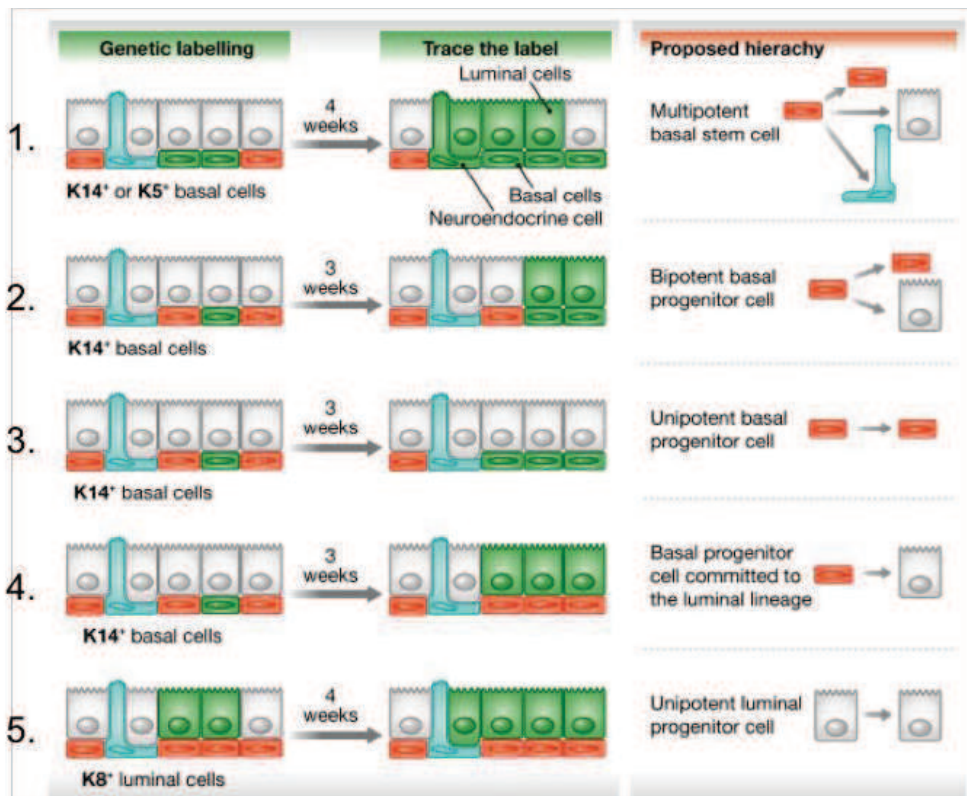 Genetic labelling
Trace the label
Proposed hierachy
1.
4
weeks
Luminal cells
Basal cells
Neuroendocrine cell
K14⁺ or K5⁺ basal cells
Multipotent
basal stem cell
2.
3
weeks
K14⁺ basal cells
Bipotent basal
progenitor cell
3.
3
weeks
K14⁺ basal cells
Unipotent basal
progenitor cell
4.
3
weeks
K14⁺ basal cells
Basal progenitor
cell committed to
the luminal lineage
5.
4
weeks
K8⁺ luminal cells
Unipotent luminal
progenitor cell